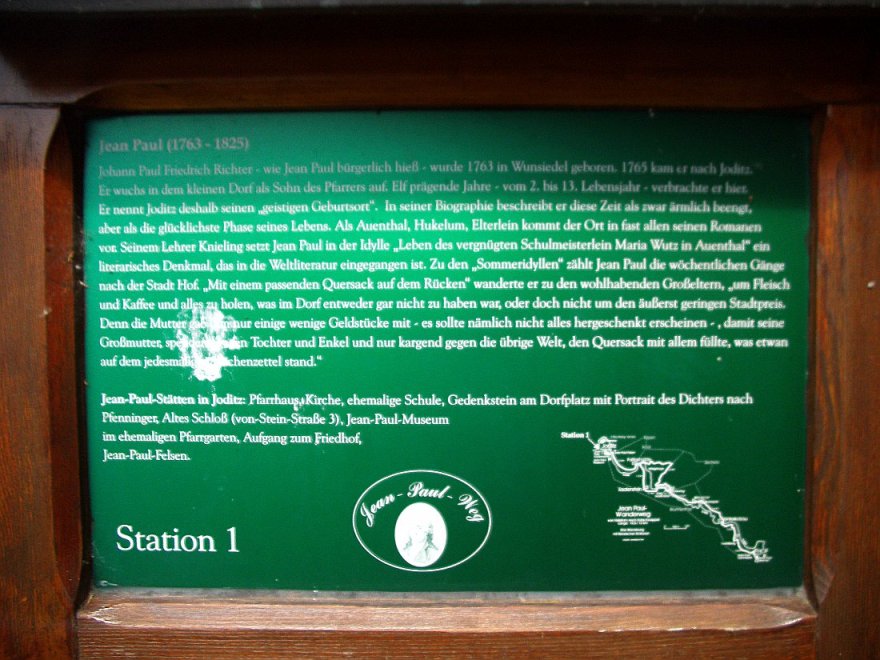 Jean Paul (1763 - 1825)
Johann Paul Friedrich Richter - wie Jean Paul bürgerlich hieß - wurde 1763 in Wunsiedel geboren. 1765 kam er nach Joditz.
Er wuchs in dem kleinen Dorf als Sohn des Pfarrers auf. Elf prägende Jahre - vom 2. bis 13. Lebensjahr - verbrachte er hier.
Er nennt Joditz deshalb seinen „geistigen Geburtsort“. In seiner Biographie beschreibt er diese Zeit als zwar ärmlich beengt,
aber als die glücklichste Phase seines Lebens. Als Auenthal, Hukelum, Elterlein kommt der Ort in fast allen seinen Romanen
vor. Seinem Lehrer Knieling setzt Jean Paul in der Idylle „Leben des vergnügten Schulmeisterlein Maria Wutz in Auenthal“ ein
literarisches Denkmal, das in die Weltliteratur eingegangen ist. Zu den „Sommeridyllen“ zählt Jean Paul die wöchentlichen Gänge
nach der Stadt Hof. „Mit einem passenden Quersack auf dem Rücken“ wanderte er zu den wohlhabenden Großeltern, „um Fleisch
und Kaffee und alles zu holen, was im Dorf entweder gar nicht zu haben war, oder doch nicht um den äußerst geringen Stadtpreis.
Denn die Mutter nur einige wenige Geldstücke mit - es sollte nämlich nicht alles hergeschenkt erscheinen - , damit seine
Großmutter, Tochter und Enkel und nur kargend gegen die übrige Welt, den Quersack mit allem füllte, was etwan
auf dem stand.“
Jean-Paul-Stätten in Joditz: Pfarrhaus, Kirche, ehemalige Schule, Gedenkstein am Dorfplatz mit Portrait des Dichters nach
Pfenninger, Altes Schloß (von-Stein-Straße 3), Jean-Paul-Museum
im ehemaligen Pfarrgarten, Aufgang zum Friedhof,
Jean-Paul-Felsen.
Station 1
Jean-Paul-Weg
Station 1
Jean Paul-
Wanderweg